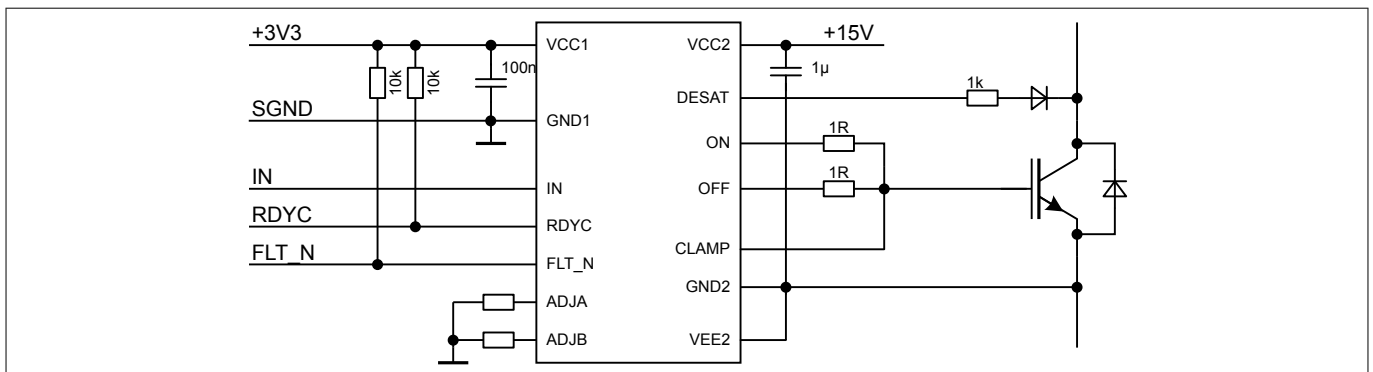 +3V3
VCC1
VCC2
+15V
10k
10k
100n
1µ
DESAT
1k
SGND
GND1
ON
1R
IN
IN
OFF
1R
RDYC
RDYC
CLAMP
FLT_N
FLT_N
GND2
ADJA
ADJB
VEE2